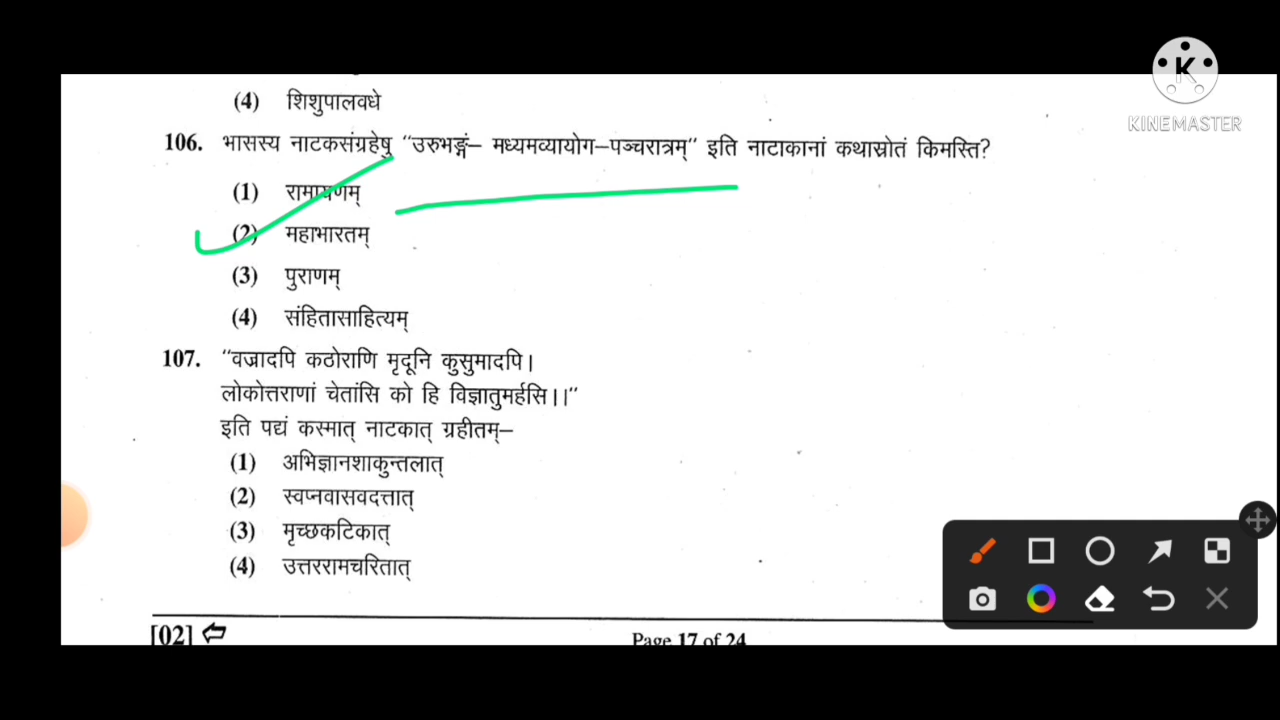 KINEMASTER
(4) शिशुपालवधे
106. भासस्य नाटकसंग्रहेषु "उरुभङ्गं– मध्यमव्यायोग–पञ्चरात्रम्" इति नाटाकानां कथास्रोतं किमस्ति?
(1) रामायणम्
(2) महाभारतम्
(3) पुराणम्
(4) संहितासाहित्यम्
107. "वज्रादपि कठोराणि मृदूनि कुसुमादपि।
लोकोत्तराणां चेतांसि को हि विज्ञातुमर्हसि।।"
इति पद्यं कस्मात् नाटकात् ग्रहीतम्–
(1) अभिज्ञानशाकुन्तलात्
(2) स्वप्नवासवदत्तात्
(3) मृच्छकटिकात्
(4) उत्तररामचरितात्
[02]
Page 17 of 24